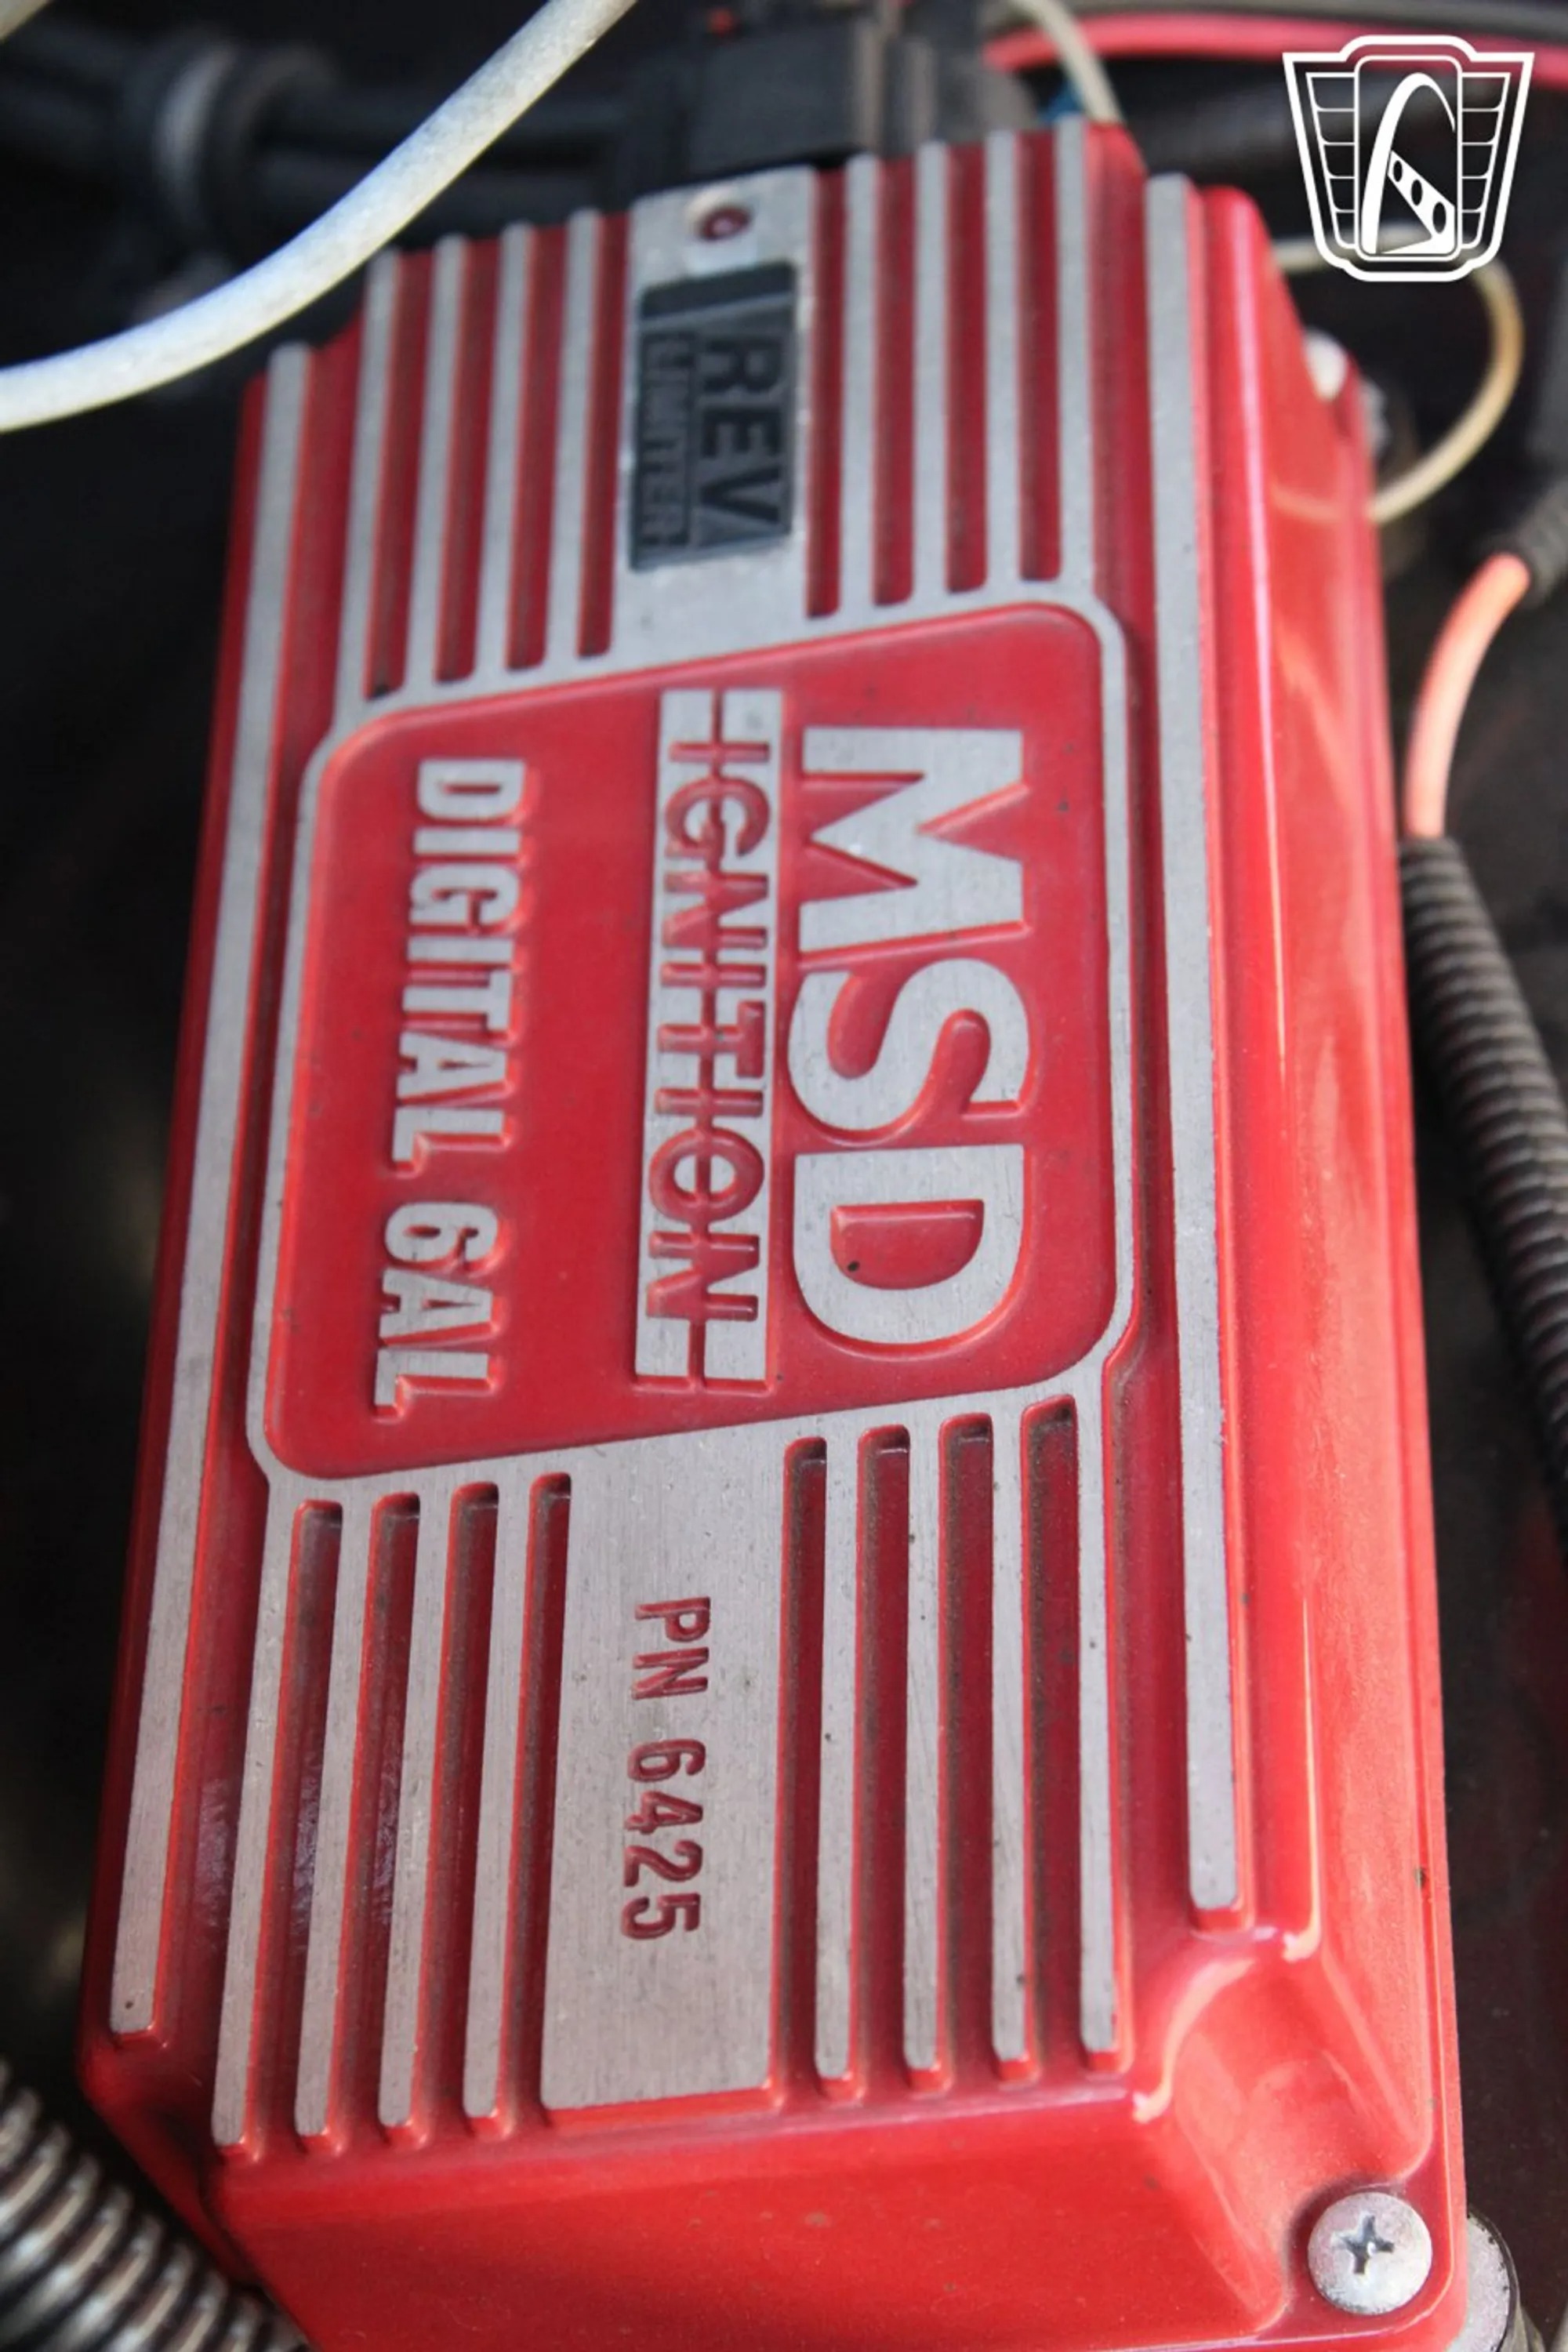 REV
LIMITER
MSD
IGNITION
DIGITAL 6AL
PN 6425